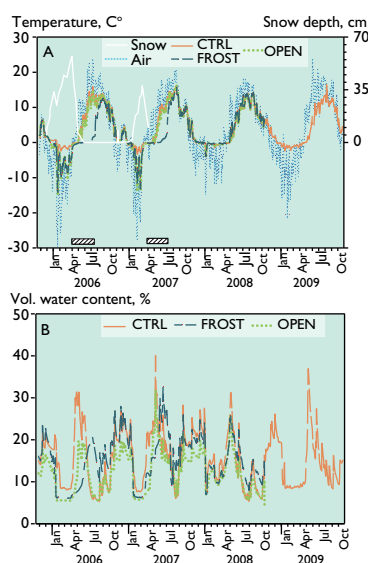 Temperature, C° Snow depth, cm
A Snow CTRL OPEN
Air FROST
30 70
20
10 35
0 0
-10
-20
-30
Jan Apr Jul Oct Jan Apr Jul Oct Jan Apr Jul Oct Jan Apr Jul Oct
2006 2007 2008 2009
Vol. water content, %
B CTRL FROST OPEN
50
40
30
20
10
0
Jan Apr Jul Oct Jan Apr Jul Oct Jan Apr Jul Oct Jan Apr Jul Oct
2006 2007 2008 2009